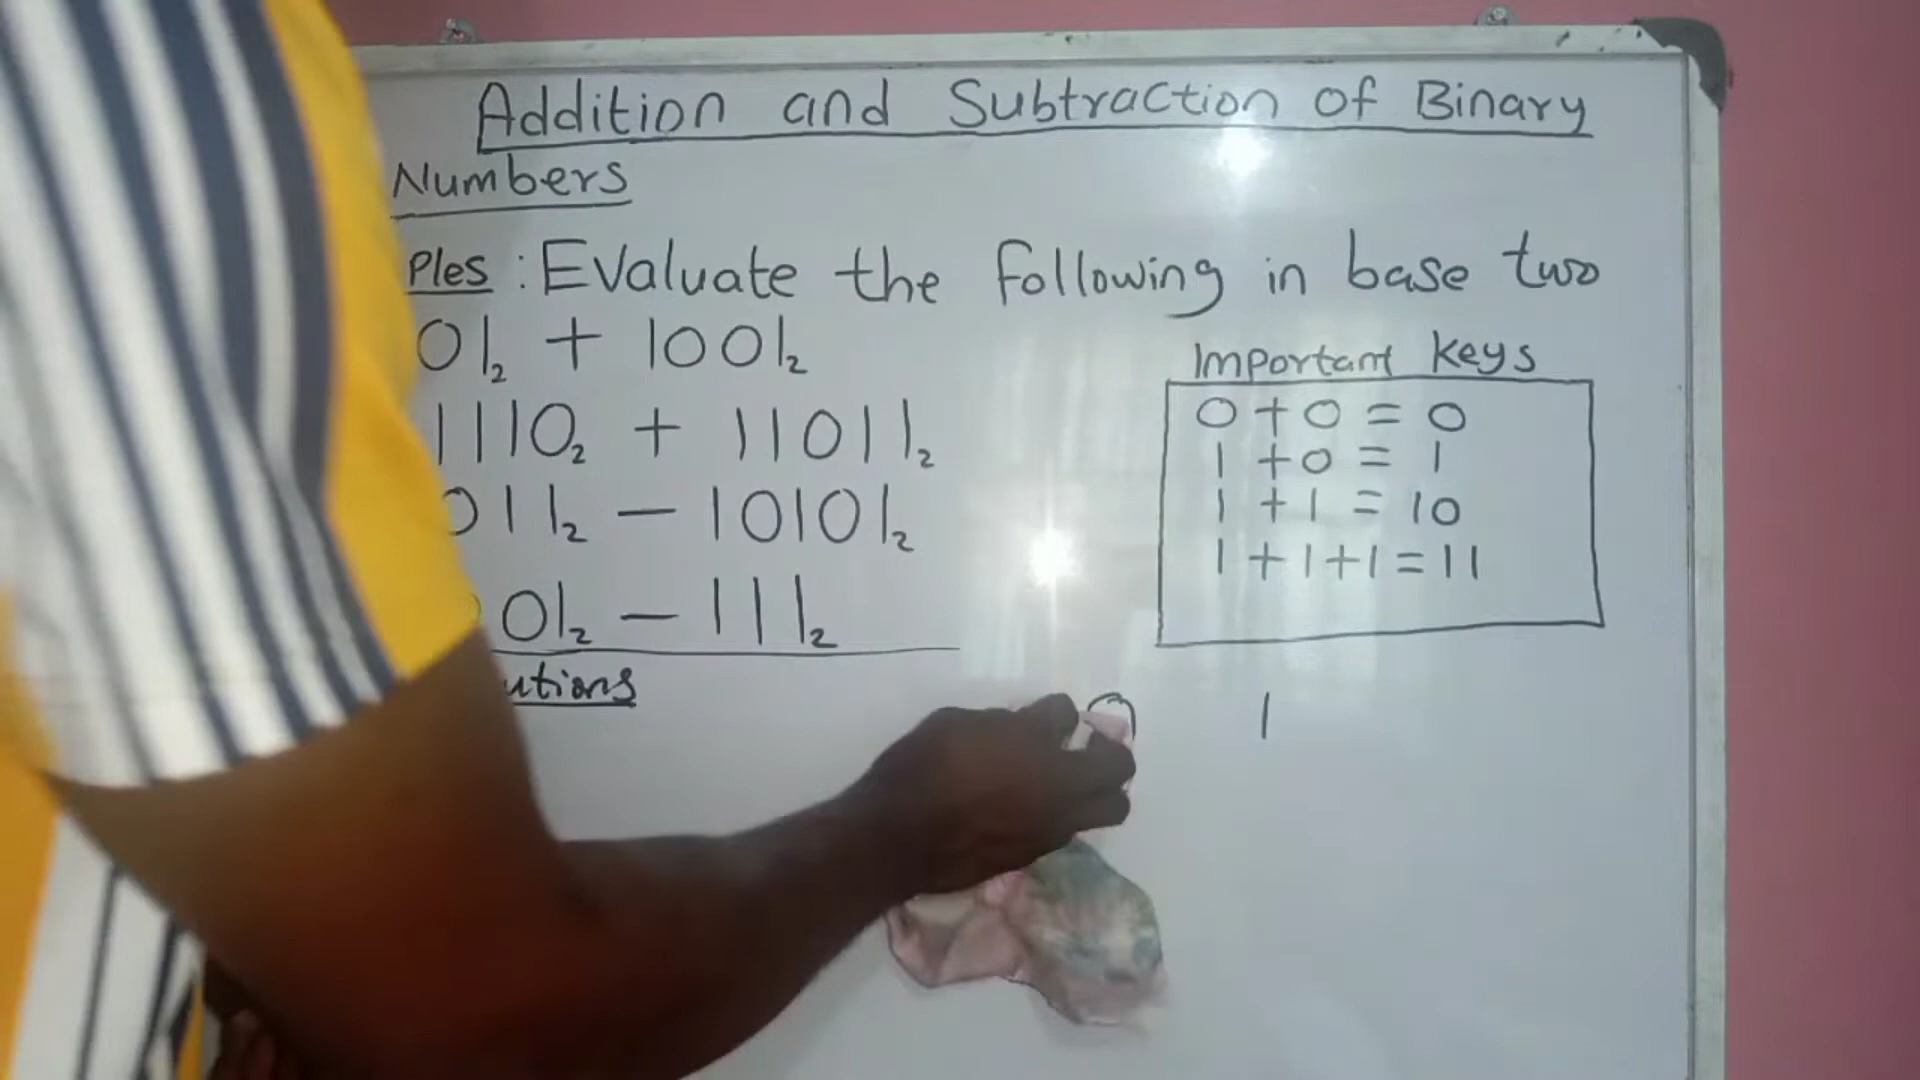 Addition and Subtraction of Binary
Numbers
Ples : Evaluate the following in base two
01₂ + 1001₂
1110₂ + 11011₂
011₂ − 10101₂
01₂ − 111₂
utions
Important keys
0 + 0 = 0
1 + 0 = 1
1 + 1 = 10
1 + 1 + 1 = 11
1